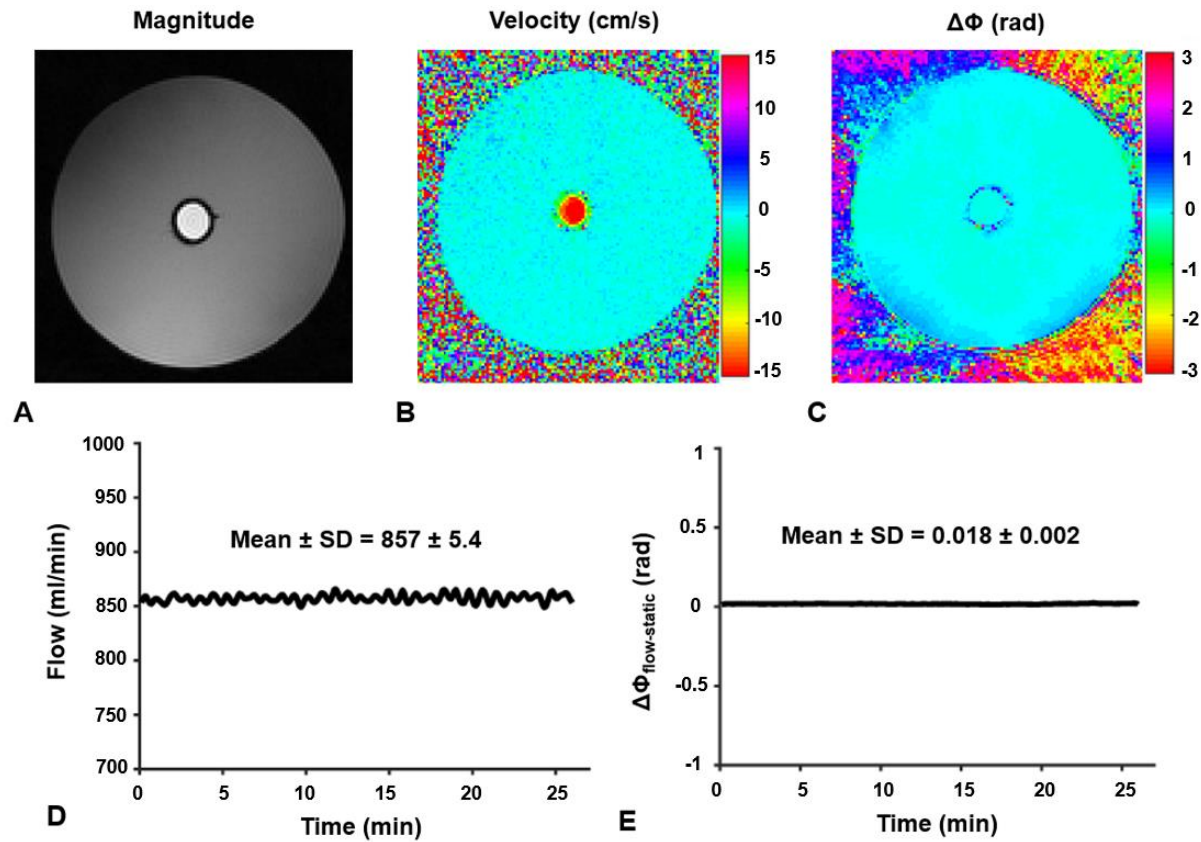 Magnitude
Velocity (cm/s)
ΔΦ (rad)
15
10
5
0
-5
-10
-15
3
2
1
0
-1
-2
-3
A
B
C
1000
950
900
850
800
750
700
Flow (ml/min)
Mean ± SD = 857 ± 5.4
0 5 10 15 20 25
Time (min)
D
1
0.5
0
-0.5
-1
ΔΦflow-static (rad)
Mean ± SD = 0.018 ± 0.002
0 5 10 15 20 25
Time (min)
E